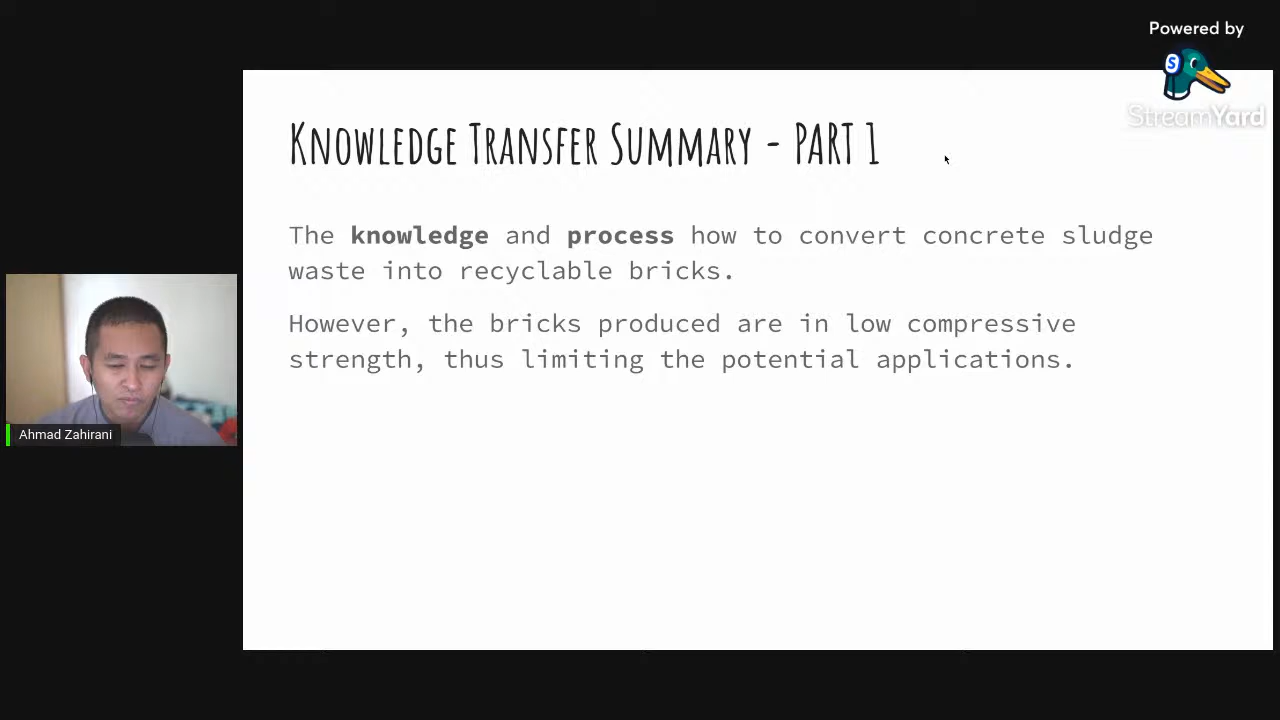 Powered by
S
StreamYard
KNOWLEDGE TRANSFER SUMMARY - PART 1
The knowledge and process how to convert concrete sludge
waste into recyclable bricks.
However, the bricks produced are in low compressive
strength, thus limiting the potential applications.
Ahmad Zahirani